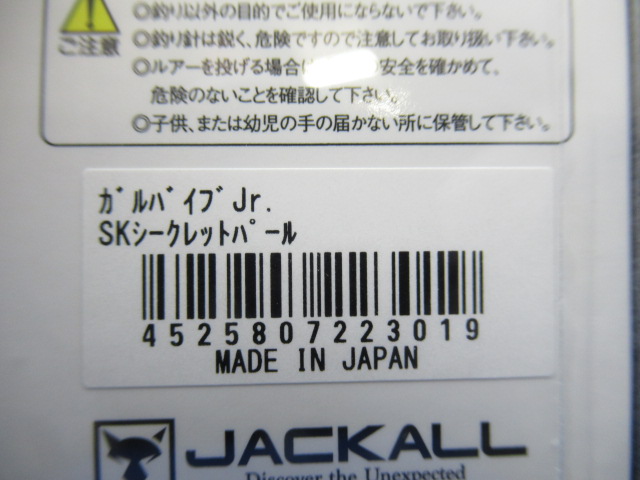 ◎釣り以外の目的でご使用にならないで下さい。
◎釣り針は鋭く、危険ですので注意してお取り扱い下さい。
ご注意
◎ルアーを投げる場合は 安全を確かめて、
危険のないことを確認して下さい。
◎子供、または幼児の手の届かない所に保管して下さい。
ガルバイブJr.
SKシークレットパール
4525807223019
MADE IN JAPAN
JACKALL
Discover the Unexpected